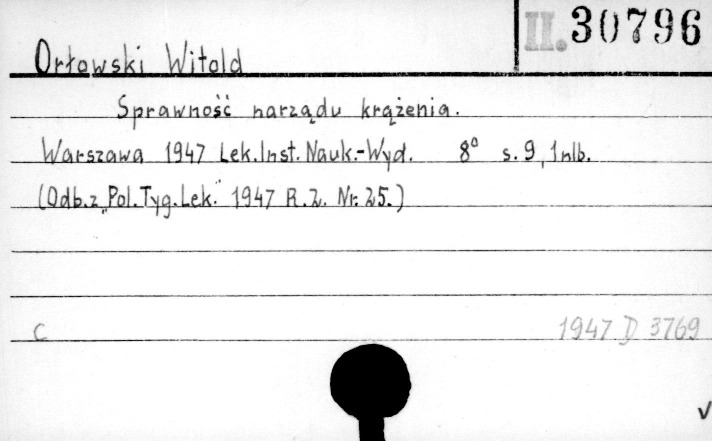 II. 30796
Orłowski Witold
Sprawność narządu krążenia.
Warszawa 1947 Lek.Inst.Nauk.-Wyd. 8° s.9, 1nlb.
(Odb.z„Pol.Tyg.Lek." 1947 R.2. Nr.25.)
C 1947 D 3769
V